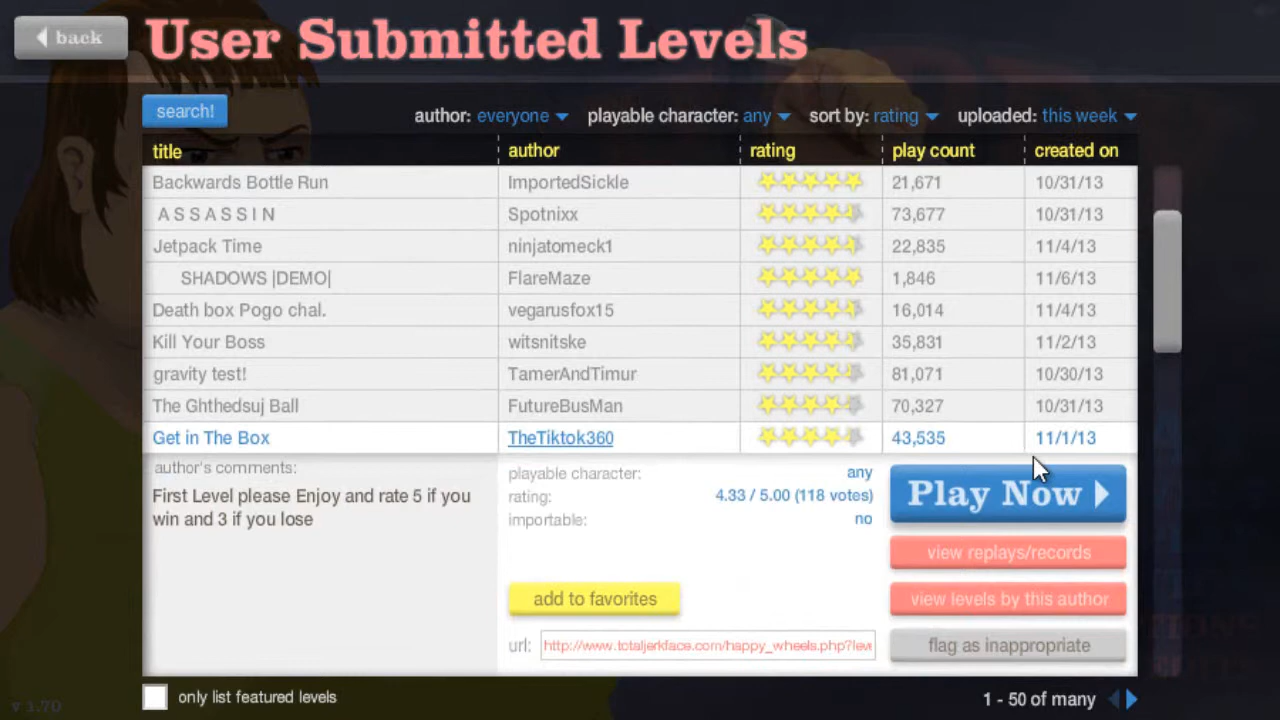 back
User Submitted Levels
search!
author: everyone playable character: any sort by: rating uploaded: this week
title author rating play count created on
Backwards Bottle Run ImportedSickle 21,671 10/31/13
A S S A S S I N Spotnixx 73,677 10/31/13
Jetpack Time ninjatomeck1 22,835 11/4/13
SHADOWS |DEMO| FlareMaze 1,846 11/6/13
Death box Pogo chal. vegarusfox15 16,014 11/4/13
Kill Your Boss witsnitske 35,831 11/2/13
gravity test! TamerAndTimur 81,071 10/30/13
The Ghthedsuj Ball FutureBusMan 70,327 10/31/13
Get in The Box TheTiktok360 43,535 11/1/13
author's comments:
First Level please Enjoy and rate 5 if you
win and 3 if you lose
playable character: any
rating: 4.33 / 5.00 (118 votes)
importable: no
add to favorites
url: http://www.totaljerkface.com/happy_wheels.php?lev
Play Now
view replays/records
view levels by this author
flag as inappropriate
only list featured levels
1 - 50 of many
v 1.70